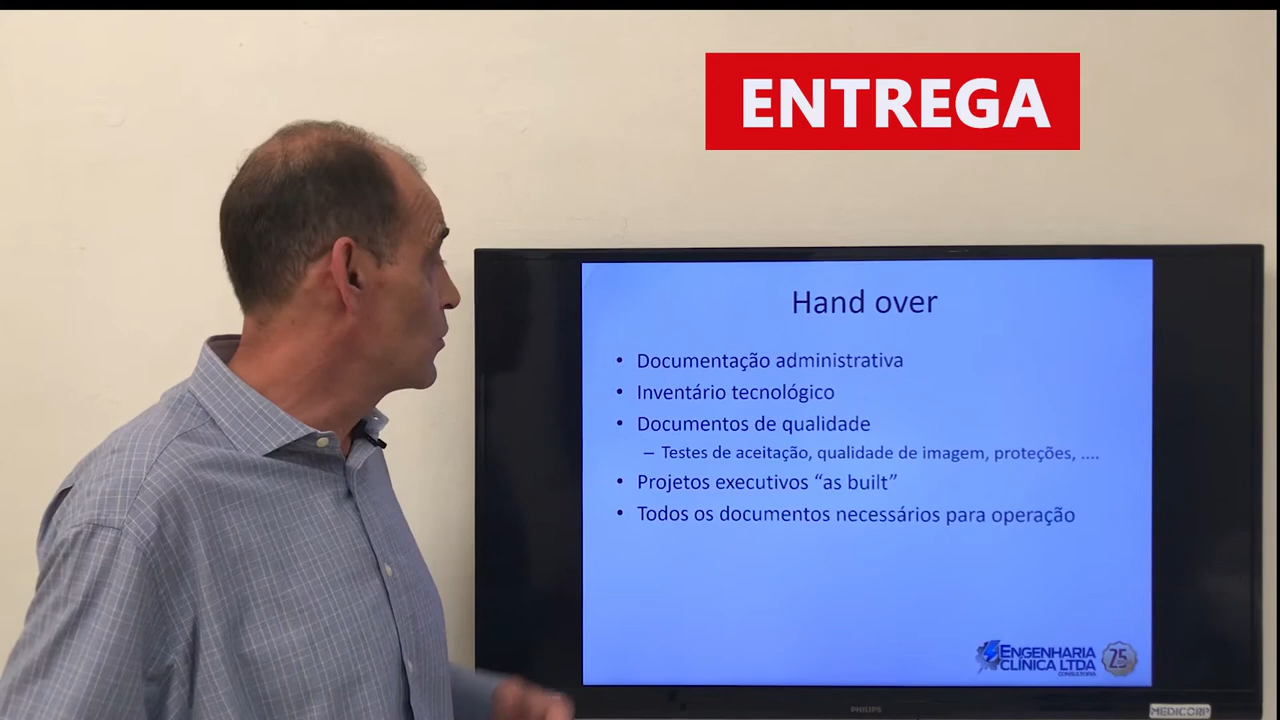 ENTREGA
Hand over
• Documentação administrativa
• Inventário tecnológico
• Documentos de qualidade
– Testes de aceitação, qualidade de imagem, proteções, ....
• Projetos executivos “as built”
• Todos os documentos necessários para operação
ENGENHARIA
CLÍNICA LTDA
CONSULTORIA
25
PHILIPS
MEDICORP